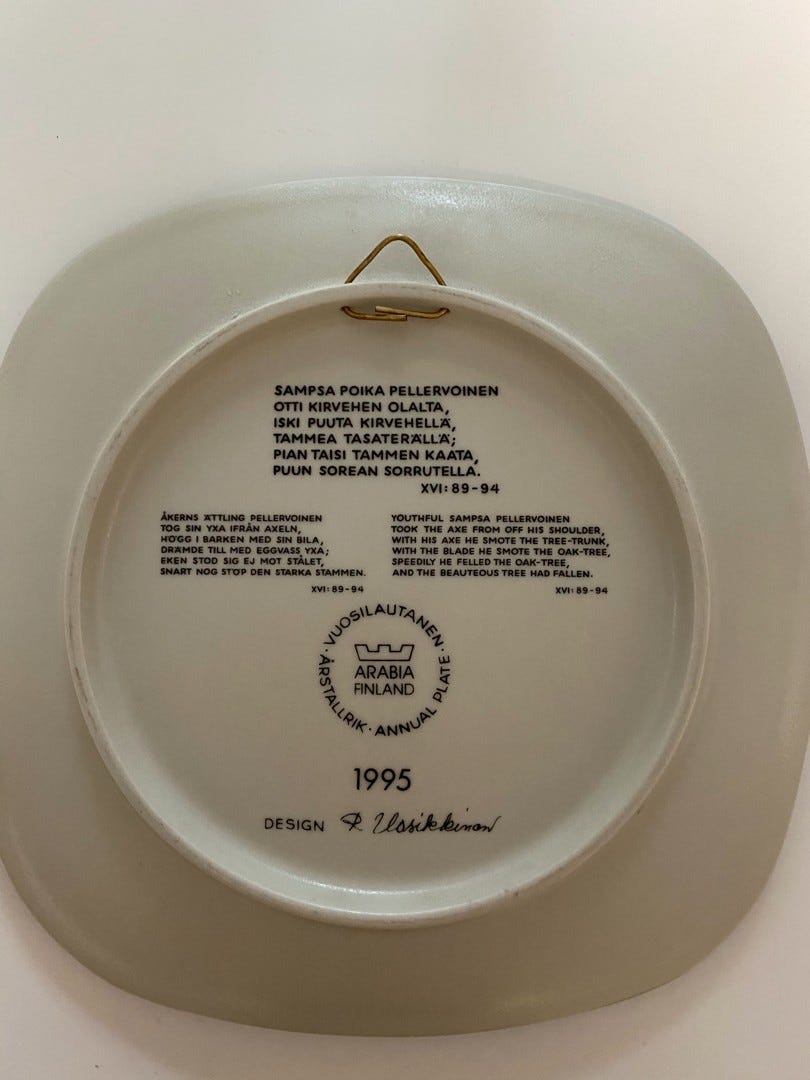 SAMPSA POIKA PELLERVOINEN
OTTI KIRVEHEN OLALTA,
ISKI PUUTA KIRVEHELLÄ,
TAMMEA TASATERÄLLÄ;
PIAN TAISI TAMMEN KAATA,
PUUN SOREAN SORRUTELLA.
XVI: 89-94
ÅKERNS ÄTTLING PELLERVOINEN
TOG SIN YXA IFRÅN AXELN,
HÖGG I BARKEN MED SIN BILA,
DRÄMDE TILL MED EGGVASS YXA;
EKEN STOD SIG EJ MOT STÅLET,
SNART NOG STÖP DEN STARKA STAMMEN.
XVI: 89-94
YOUTHFUL SAMPSA PELLERVOINEN
TOOK THE AXE FROM OFF HIS SHOULDER,
WITH HIS AXE HE SMOTE THE TREE-TRUNK,
WITH THE BLADE HE SMOTE THE OAK-TREE,
SPEEDILY HE FELLED THE OAK-TREE,
AND THE BEAUTEOUS TREE HAD FALLEN.
XVI: 89-94
· VUOSILAUTANEN · ANNUAL PLATE · ÅRSTALLRIK
ARABIA
FINLAND
1995
DESIGN R. Uosikkinen